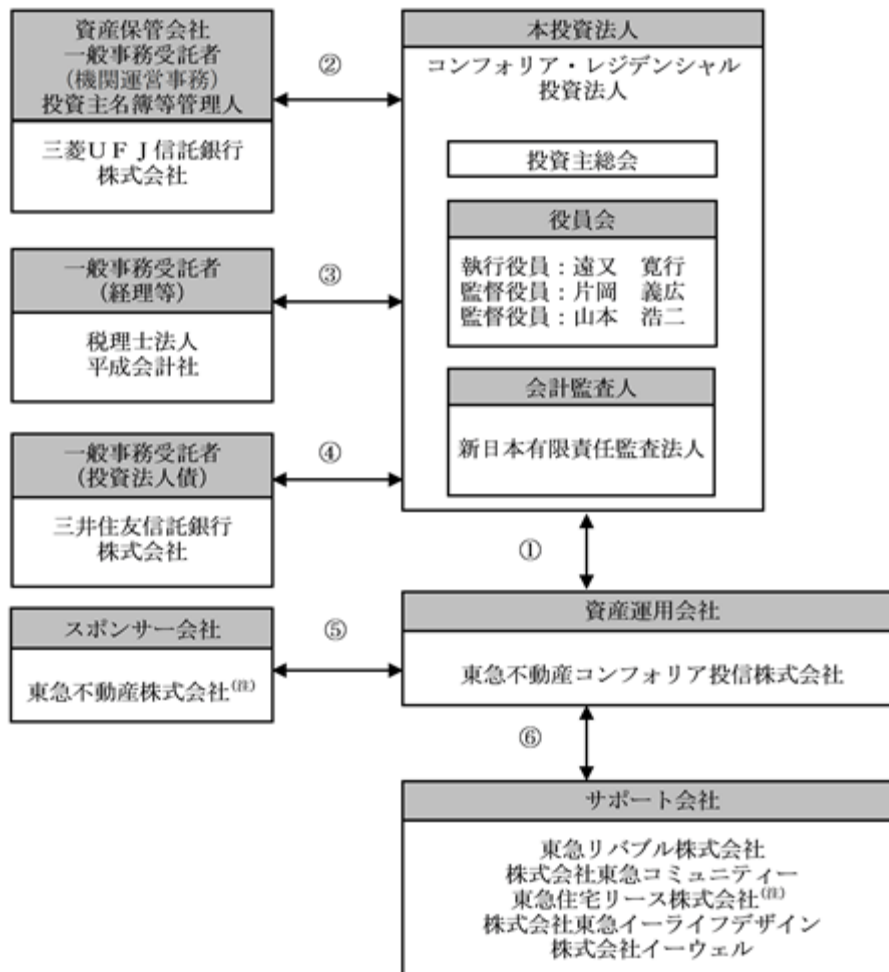 資産保管会社
一般事務受託者
(機関運営事務)
投資主名簿等管理人
三菱UFJ信託銀行
株式会社
②
本投資法人
コンフォリア・レジデンシャル
投資法人
投資主総会
役員会
執行役員:遠又 寛行
監督役員:片岡 義広
監督役員:山本 浩二
会計監査人
新日本有限責任監査法人
一般事務受託者
(経理等)
税理士法人
平成会計社
③
一般事務受託者
(投資法人債)
三井住友信託銀行
株式会社
④
①
スポンサー会社
東急不動産株式会社(注)
⑤
資産運用会社
東急不動産コンフォリア投信株式会社
⑥
サポート会社
東急リバブル株式会社
株式会社東急コミュニティー
東急住宅リース株式会社(注)
株式会社東急イーライフデザイン
株式会社イーウェル